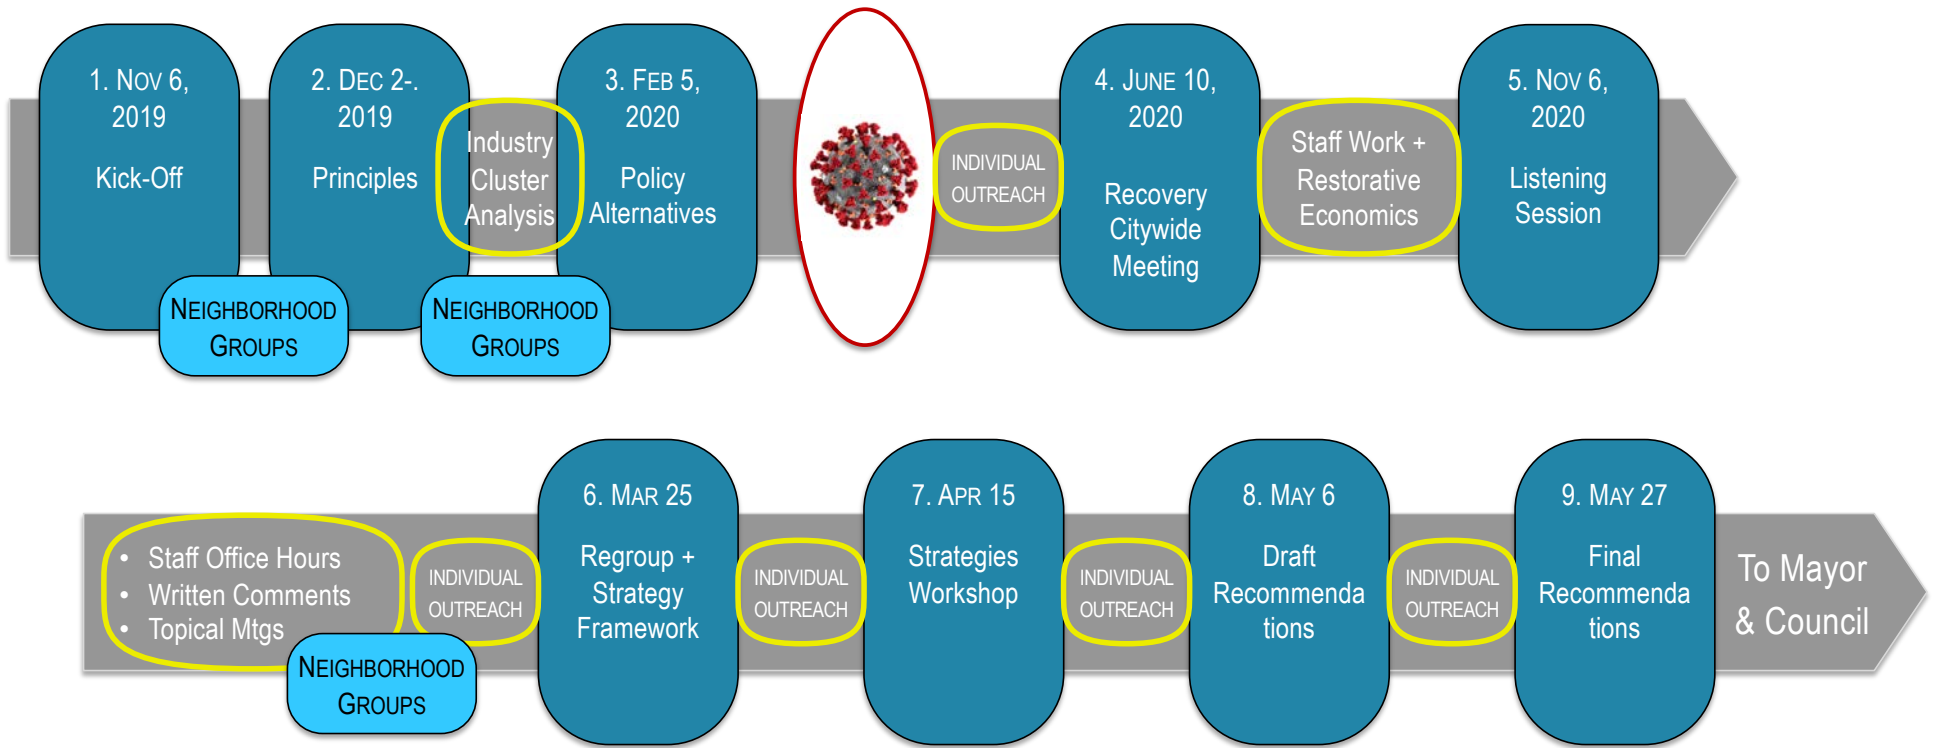 1. Nov 6,
2019
Kick-Off
2. Dec 2-.
2019
Principles
Industry
Cluster
Analysis
3. Feb 5,
2020
Policy
Alternatives
INDIVIDUAL
OUTREACH
4. June 10,
2020
Recovery
Citywide
Meeting
Staff Work +
Restorative
Economics
5. Nov 6,
2020
Listening
Session
Neighborhood
Groups
Neighborhood
Groups
• Staff Office Hours
• Written Comments
• Topical Mtgs
Neighborhood
Groups
INDIVIDUAL
OUTREACH
6. Mar 25
Regroup +
Strategy
Framework
INDIVIDUAL
OUTREACH
7. Apr 15
Strategies
Workshop
INDIVIDUAL
OUTREACH
8. May 6
Draft
Recommenda
tions
INDIVIDUAL
OUTREACH
9. May 27
Final
Recommenda
tions
To Mayor
& Council